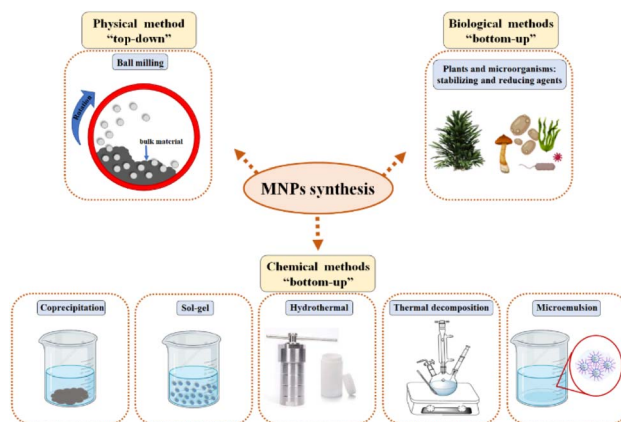 Physical method
“top-down”
Ball milling
Rotation
bulk material
Biological methods
“bottom-up”
Plants and microorganisms:
stabilizing and reducing agents
MNPs synthesis
Chemical methods
“bottom-up”
Coprecipitation
Sol-gel
Hydrothermal
Thermal decomposition
Microemulsion